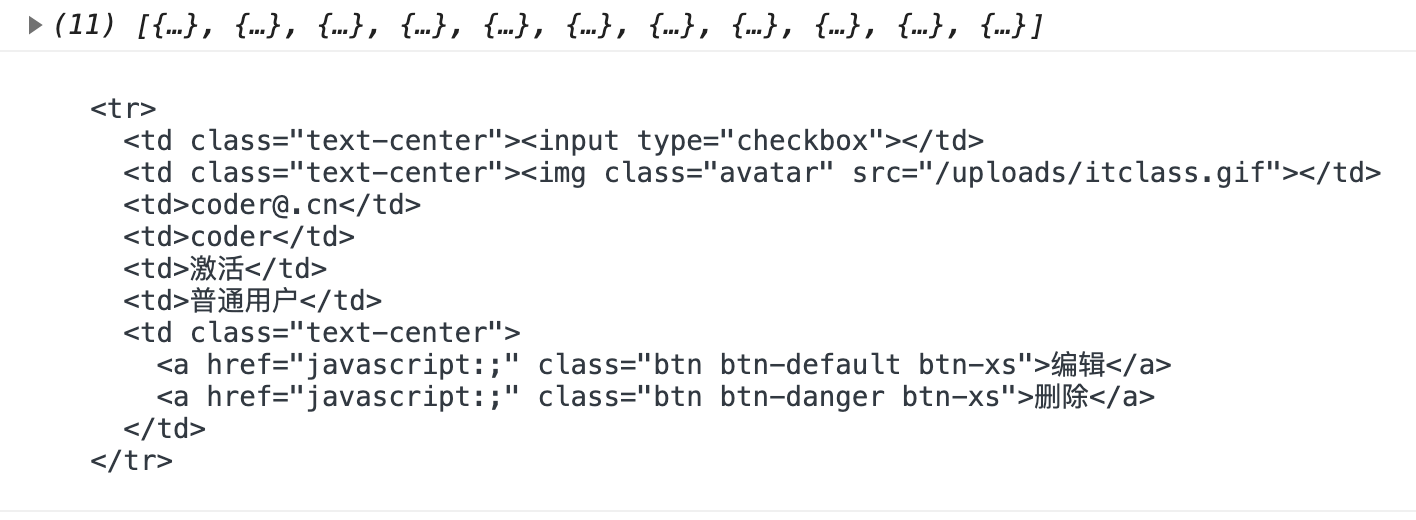 (11) [{…}, {…}, {…}, {…}, {…}, {…}, {…}, {…}, {…}, {…}, {…}]
<tr>
<td class="text-center"><input type="checkbox"></td>
<td class="text-center"><img class="avatar" src="/uploads/itclass.gif"></td>
<td>coder@.cn</td>
<td>coder</td>
<td>激活</td>
<td>普通用户</td>
<td class="text-center">
<a href="javascript:;" class="btn btn-default btn-xs">编辑</a>
<a href="javascript:;" class="btn btn-danger btn-xs">删除</a>
</td>
</tr>